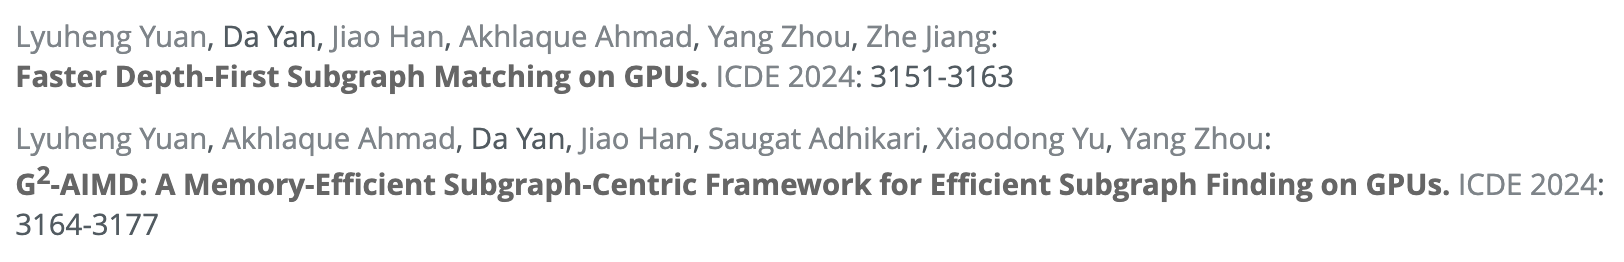 Lyuheng Yuan, Da Yan, Jiao Han, Akhlaque Ahmad, Yang Zhou, Zhe Jiang:
Faster Depth-First Subgraph Matching on GPUs. ICDE 2024: 3151-3163
Lyuheng Yuan, Akhlaque Ahmad, Da Yan, Jiao Han, Saugat Adhikari, Xiaodong Yu, Yang Zhou:
G²-AIMD: A Memory-Efficient Subgraph-Centric Framework for Efficient Subgraph Finding on GPUs. ICDE 2024:
3164-3177